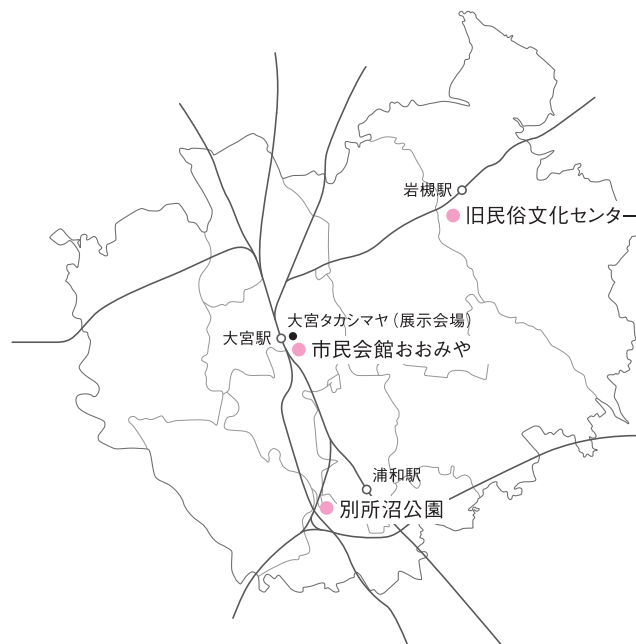 岩槻駅
旧民俗文化センター
大宮タカシマヤ（展示会場）
大宮駅
市民会館おおみや
浦和駅
別所沼公園